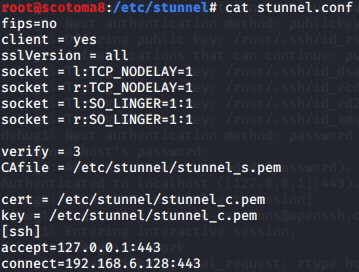 root@scotoma8:/etc/stunnel# cat stunnel.conf
fips=no
client = yes
sslVersion = all
socket = l:TCP_NODELAY=1
socket = r:TCP_NODELAY=1
socket = l:SO_LINGER=1:1
socket = r:SO_LINGER=1:1
verify = 3
CAfile = /etc/stunnel/stunnel_s.pem
cert = /etc/stunnel/stunnel_c.pem
key = /etc/stunnel/stunnel_c.pem
[ssh]
accept=127.0.0.1:443
connect=192.168.6.128:443